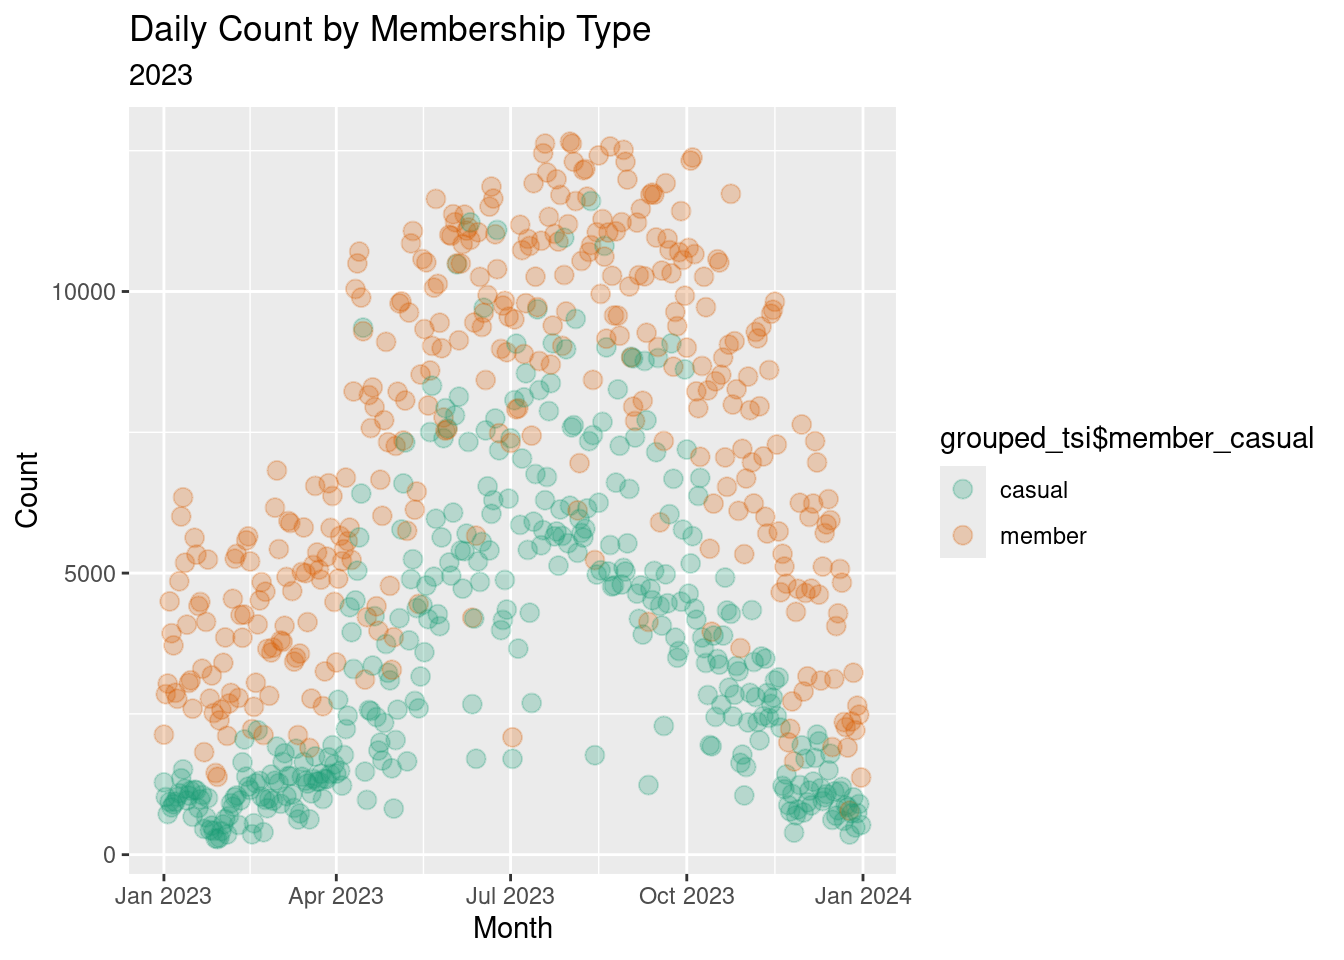 Daily Count by Membership Type
2023
Count
10000
5000
0
Jan 2023
Apr 2023
Jul 2023
Oct 2023
Jan 2024
Month
grouped_tsi$member_casual
casual
member